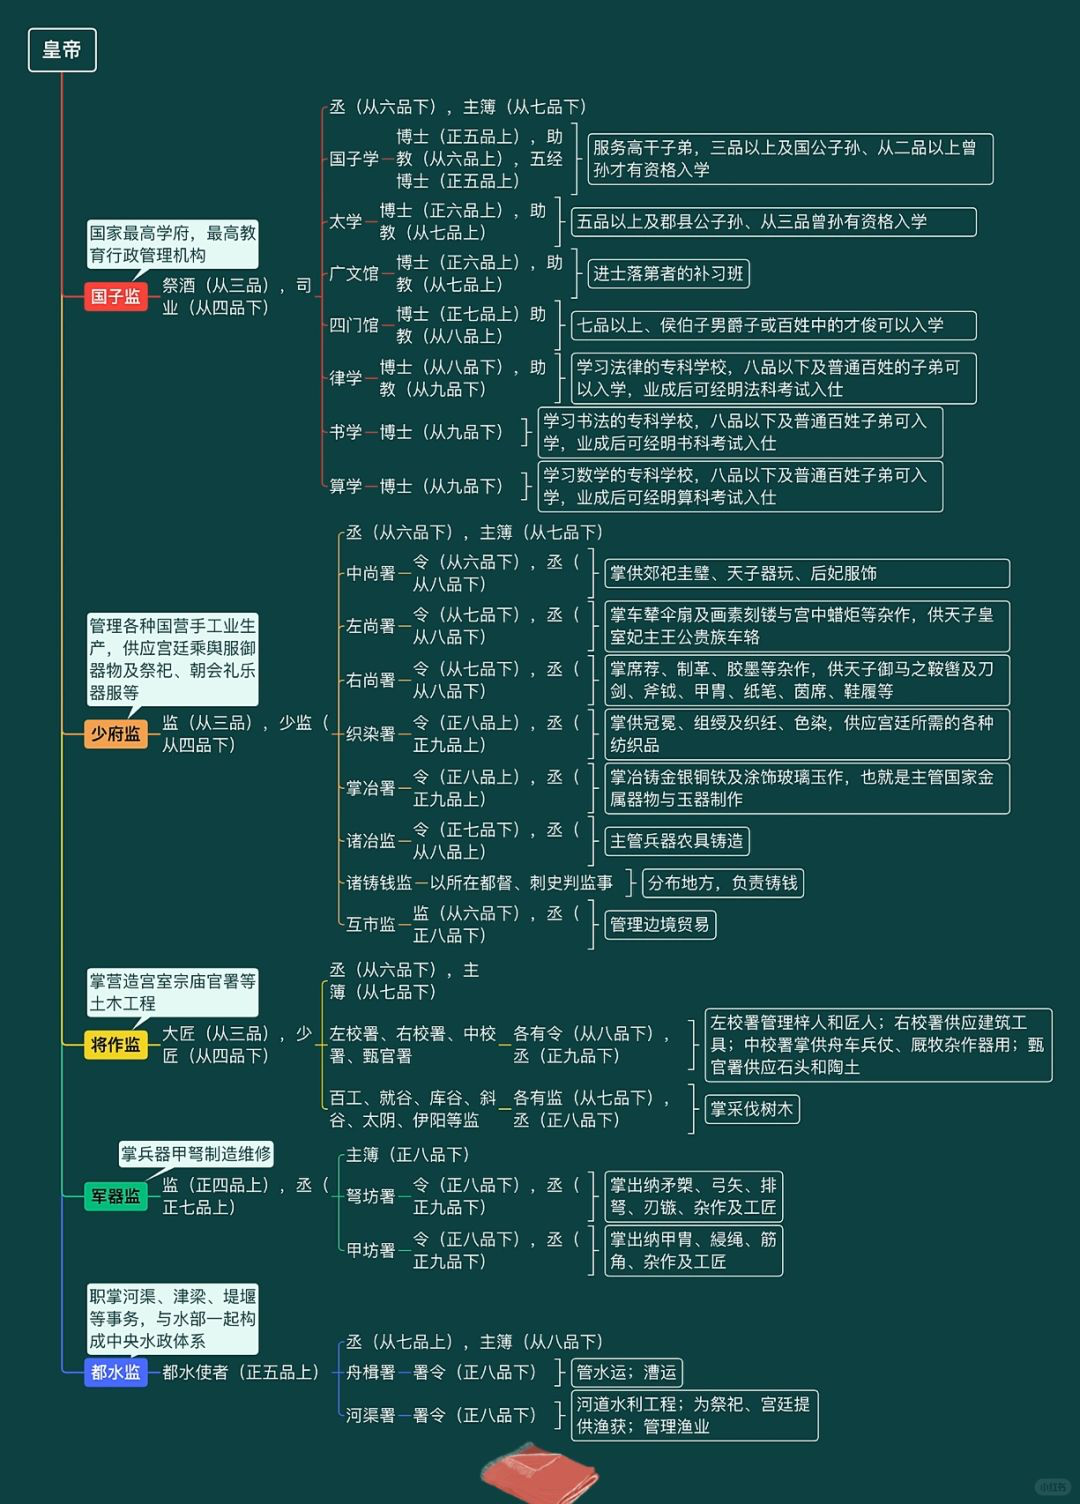 皇帝
国家最高学府，最高教
育行政管理机构
国子监
祭酒（从三品），司
业（从四品下）
丞（从六品下），主簿（从七品下）
国子学
博士（正五品上），助
教（从六品上），五经
博士（正五品上）
服务高干子弟，三品以上及国公子孙、从二品以上曾
孙才有资格入学
太学
博士（正六品上），助
教（从七品上）
五品以上及郡县公子孙、从三品曾孙有资格入学
广文馆
博士（正六品上），助
教（从七品上）
进士落第者的补习班
四门馆
博士（正七品上）助
教（从八品上）
七品以上、侯伯子男爵子或百姓中的才俊可以入学
律学
博士（从八品下），助
教（从九品下）
学习法律的专科学校，八品以下及普通百姓的子弟可
以入学，业成后可经明法科考试入仕
书学
博士（从九品下）
学习书法的专科学校，八品以下及普通百姓子弟可入
学，业成后可经明书科考试入仕
算学
博士（从九品下）
学习数学的专科学校，八品以下及普通百姓子弟可入
学，业成后可经明算科考试入仕
管理各种国营手工业生
产，供应宫廷乘舆服御
器物及祭祀、朝会礼乐
器服等
少府监
监（从三品），少监（
从四品下）
丞（从六品下），主簿（从七品下）
中尚署
令（从六品下），丞（
从八品下）
掌供郊祀圭璧、天子器玩、后妃服饰
左尚署
令（从七品下），丞（
从八品下）
掌车辇伞扇及画素刻镂与宫中蜡炬等杂作，供天子皇
室妃主王公贵族车辂
右尚署
令（从七品下），丞（
从八品下）
掌席荐、制革、胶墨等杂作，供天子御马之鞍辔及刀
剑、斧钺、甲胄、纸笔、茵席、鞋履等
织染署
令（正八品上），丞（
正九品上）
掌供冠冕、组绶及织纴、色染，供应宫廷所需的各种
纺织品
掌冶署
令（正八品上），丞（
正九品上）
掌冶铸金银铜铁及涂饰玻璃玉作，也就是主管国家金
属器物与玉器制作
诸冶监
令（正七品下），丞（
从八品上）
主管兵器农具铸造
诸铸钱监
以所在都督、刺史判监事
分布地方，负责铸钱
互市监
监（从六品下），丞（
正八品下）
管理边境贸易
掌营造宫室宗庙官署等
土木工程
将作监
大匠（从三品），少
匠（从四品下）
丞（从六品下），主
簿（从七品下）
左校署、右校署、中校
署、甄官署
各有令（从八品下），
丞（正九品下）
左校署管理梓人和匠人；右校署供应建筑工
具；中校署掌供舟车兵仗、厩牧杂作器用；甄
官署供应石头和陶土
百工、就谷、库谷、斜
谷、太阴、伊阳等监
各有监（从七品下），
丞（正八品下）
掌采伐树木
掌兵器甲弩制造维修
军器监
监（正四品上），丞（
正七品上）
主簿（正八品下）
弩坊署
令（正八品下），丞（
正九品下）
掌出纳矛槊、弓矢、排
弩、刃镞、杂作及工匠
甲坊署
令（正八品下），丞（
正九品下）
掌出纳甲胄、縵绳、筋
角、杂作及工匠
职掌河渠、津梁、堤堰
等事务，与水部一起构
成中央水政体系
都水监
都水使者（正五品上）
丞（从七品上），主簿（从八品下）
舟楫署
署令（正八品下）
管水运；漕运
河渠署
署令（正八品下）
河道水利工程；为祭祀、宫廷提
供渔获；管理渔业
小红书